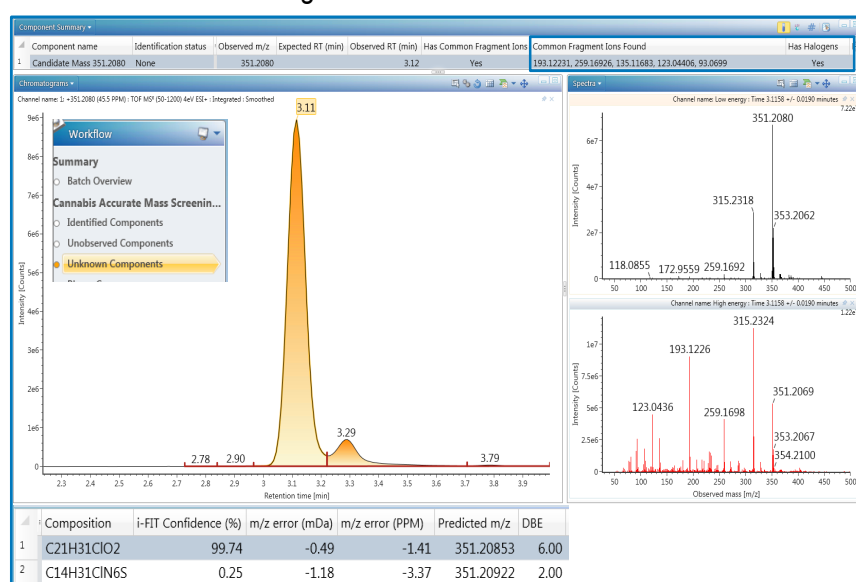 Component Summary
Component name Identification status Observed m/z Expected RT (min) Observed RT (min) Has Common Fragment Ions Common Fragment Ions Found Has Halogens
1 Candidate Mass 351.2080 None 351.2080 3.12 Yes 193.12231, 259.16926, 135.11683, 123.04406, 93.0699 Yes
Chromatograms
Channel name: 1: +351.2080 (45.5 PPM) : TOF MSᴱ (50-1200) 4eV ESI+ : Integrated : Smoothed
3.11
9e6
8e6
7e6
6e6
5e6
4e6
3e6
2e6
1e6
0
Intensity [Counts]
Workflow
Summary
Batch Overview
Cannabis Accurate Mass Screenin...
Identified Components
Unobserved Components
Unknown Components
2.78 2.90 3.29 3.79
2.3 2.4 2.5 2.6 2.7 2.8 2.9 3 3.1 3.2 3.3 3.4 3.5 3.6 3.7 3.8 3.9
Retention time [min]
Spectra
Channel name: Low energy : Time 3.1158 +/- 0.0190 minutes
7.22e
351.2080
6e7
4e7
2e7
0
Intensity [Counts]
315.2318
353.2062
118.0855 172.9559 259.1692
50 100 150 200 250 300 350 400 450 500
Channel name: High energy : Time 3.1158 +/- 0.0190 minutes
1.22e
315.2324
1e7
7.5e6
5e6
2.5e6
0
Intensity [Counts]
193.1226
351.2069
123.0436 259.1698
353.2067
354.2100
50 100 150 200 250 300 350 400 450 500
Observed mass [m/z]
Composition i-FIT Confidence (%) m/z error (mDa) m/z error (PPM) Predicted m/z DBE
1 C21H31ClO2 99.74 -0.49 -1.41 351.20853 6.00
2 C14H31ClN6S 0.25 -1.18 -3.37 351.20922 2.00